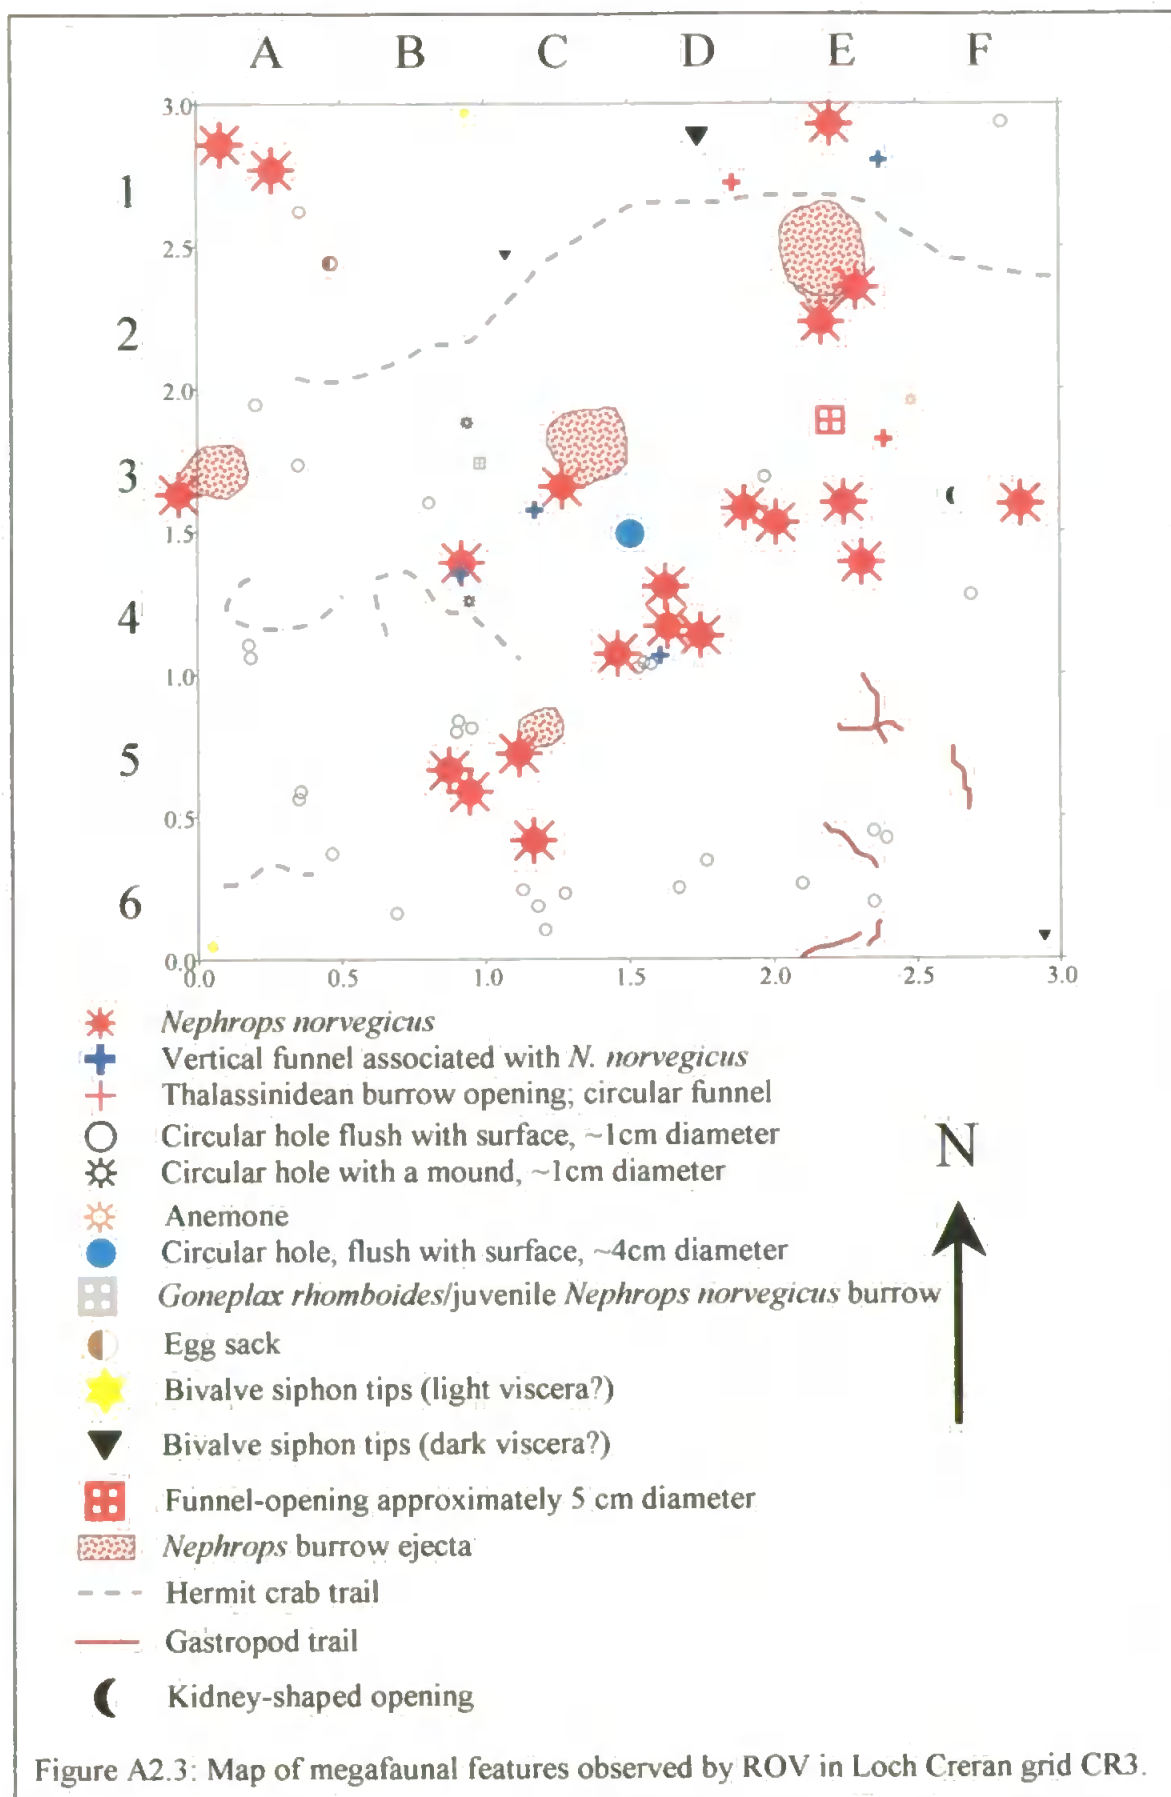 A B C D E F
3.0
1
2.5
2
2.0
3
1.5
4
1.0
5
0.5
6
0.0
0.0 0.5 1.0 1.5 2.0 2.5 3.0
Nephrops norvegicus
Vertical funnel associated with N. norvegicus
Thalassinidean burrow opening; circular funnel
Circular hole flush with surface, ~1cm diameter
N
Circular hole with a mound, ~1cm diameter
Anemone
Circular hole, flush with surface, ~4cm diameter
Goneplax rhomboides/juvenile Nephrops norvegicus burrow
Egg sack
Bivalve siphon tips (light viscera?)
Bivalve siphon tips (dark viscera?)
Funnel-opening approximately 5 cm diameter
Nephrops burrow ejecta
Hermit crab trail
Gastropod trail
Kidney-shaped opening
Figure A2.3: Map of megafaunal features observed by ROV in Loch Creran grid CR3.